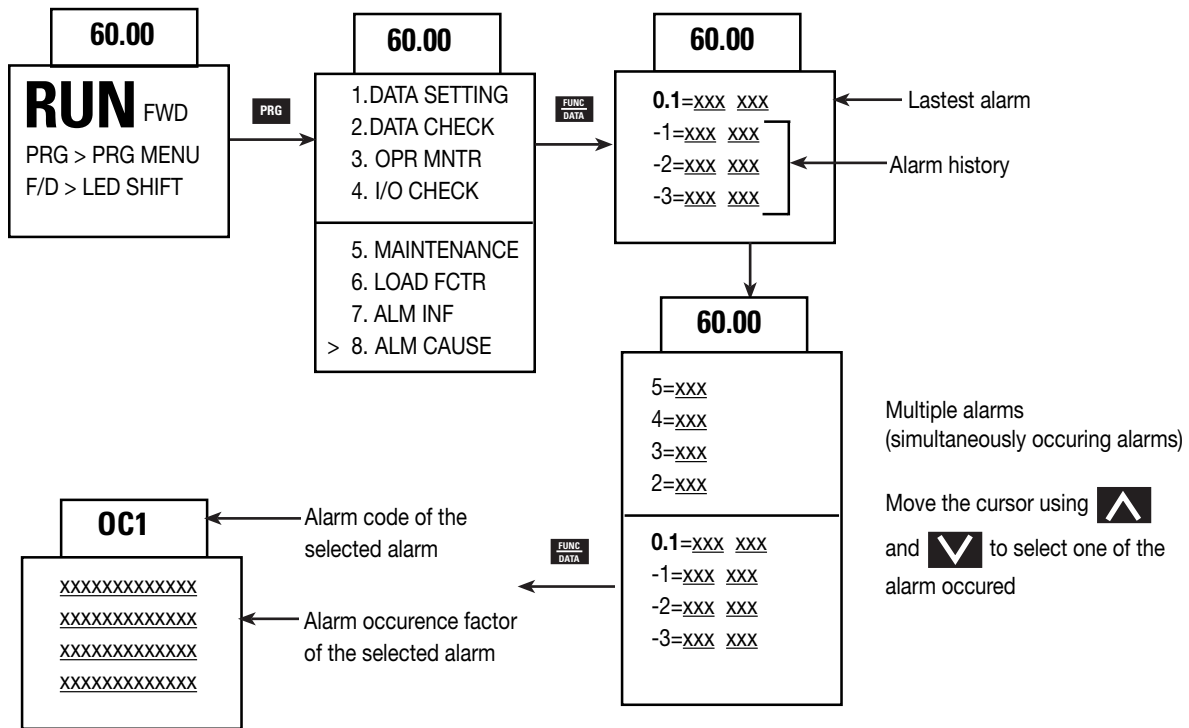 60.00
RUN FWD
PRG > PRG MENU
F/D > LED SHIFT
PRG
60.00
1.DATA SETTING
2.DATA CHECK
3. OPR MNTR
4. I/O CHECK
5. MAINTENANCE
6. LOAD FCTR
7. ALM INF
> 8. ALM CAUSE
FUNC
DATA
60.00
0.1=xxx xxx
-1=xxx xxx
-2=xxx xxx
-3=xxx xxx
Lastest alarm
Alarm history
60.00
5=xxx
4=xxx
3=xxx
2=xxx
0.1=xxx xxx
-1=xxx xxx
-2=xxx xxx
-3=xxx xxx
Multiple alarms
(simultaneously occuring alarms)
Move the cursor using
and to select one of the
alarm occured
FUNC
DATA
OC1
xxxxxxxxxxxxx
xxxxxxxxxxxxx
xxxxxxxxxxxxx
xxxxxxxxxxxxx
Alarm code of the
selected alarm
Alarm occurence factor
of the selected alarm